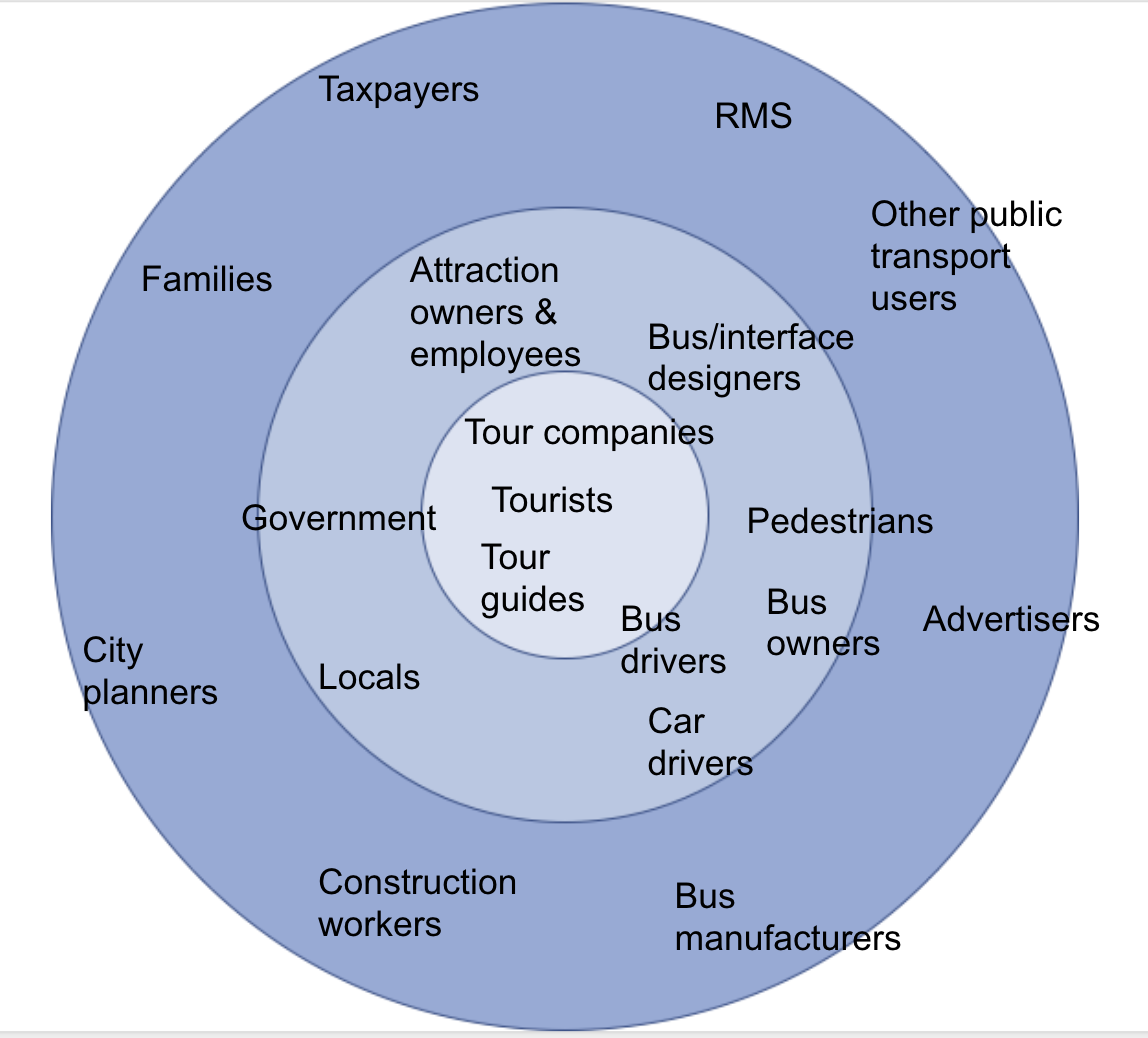 Taxpayers
RMS
Other public
transport
users
Families
Attraction
owners &
employees
Bus/interface
designers
Tour companies
Tourists
Government
Pedestrians
Tour
guides
Bus
drivers
Bus
owners
Advertisers
City
planners
Locals
Car
drivers
Construction
workers
Bus
manufacturers